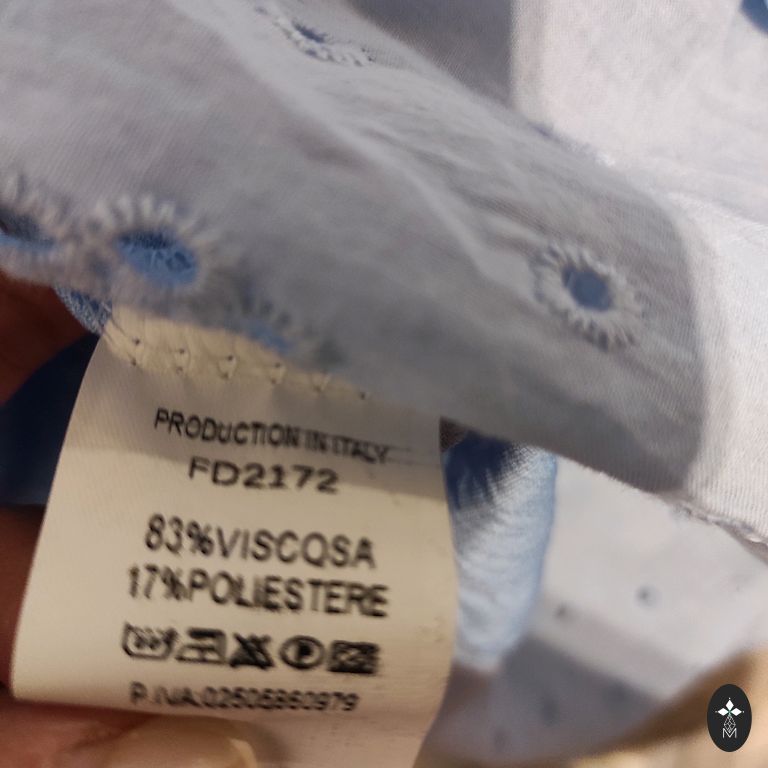 PRODUCTION IN ITALY
FD2172
83%VISCOSA
17%POLIESTERE
P.IVA:02505860979
M